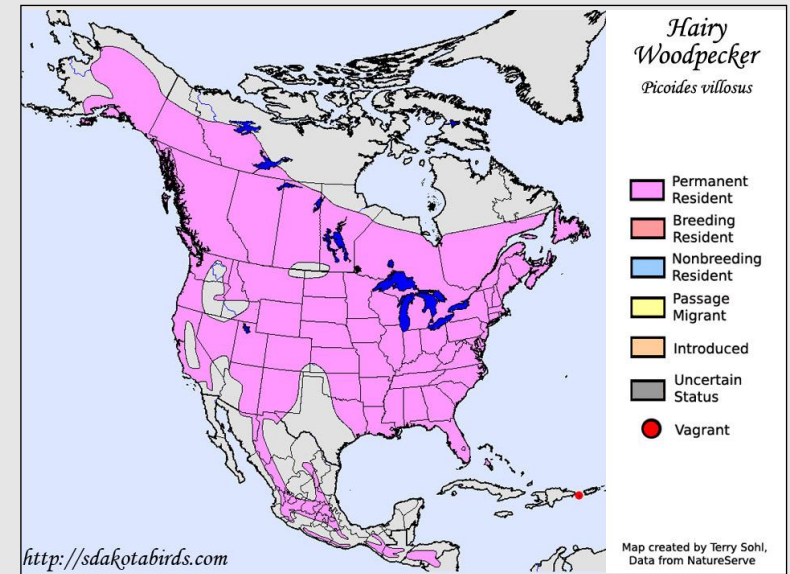 Hairy
Woodpecker
Picoides villosus
Permanent
Resident
Breeding
Resident
Nonbreeding
Resident
Passage
Migrant
Introduced
Uncertain
Status
Vagrant
http://sdakotabirds.com
Map created by Terry Sohl,
Data from NatureServe